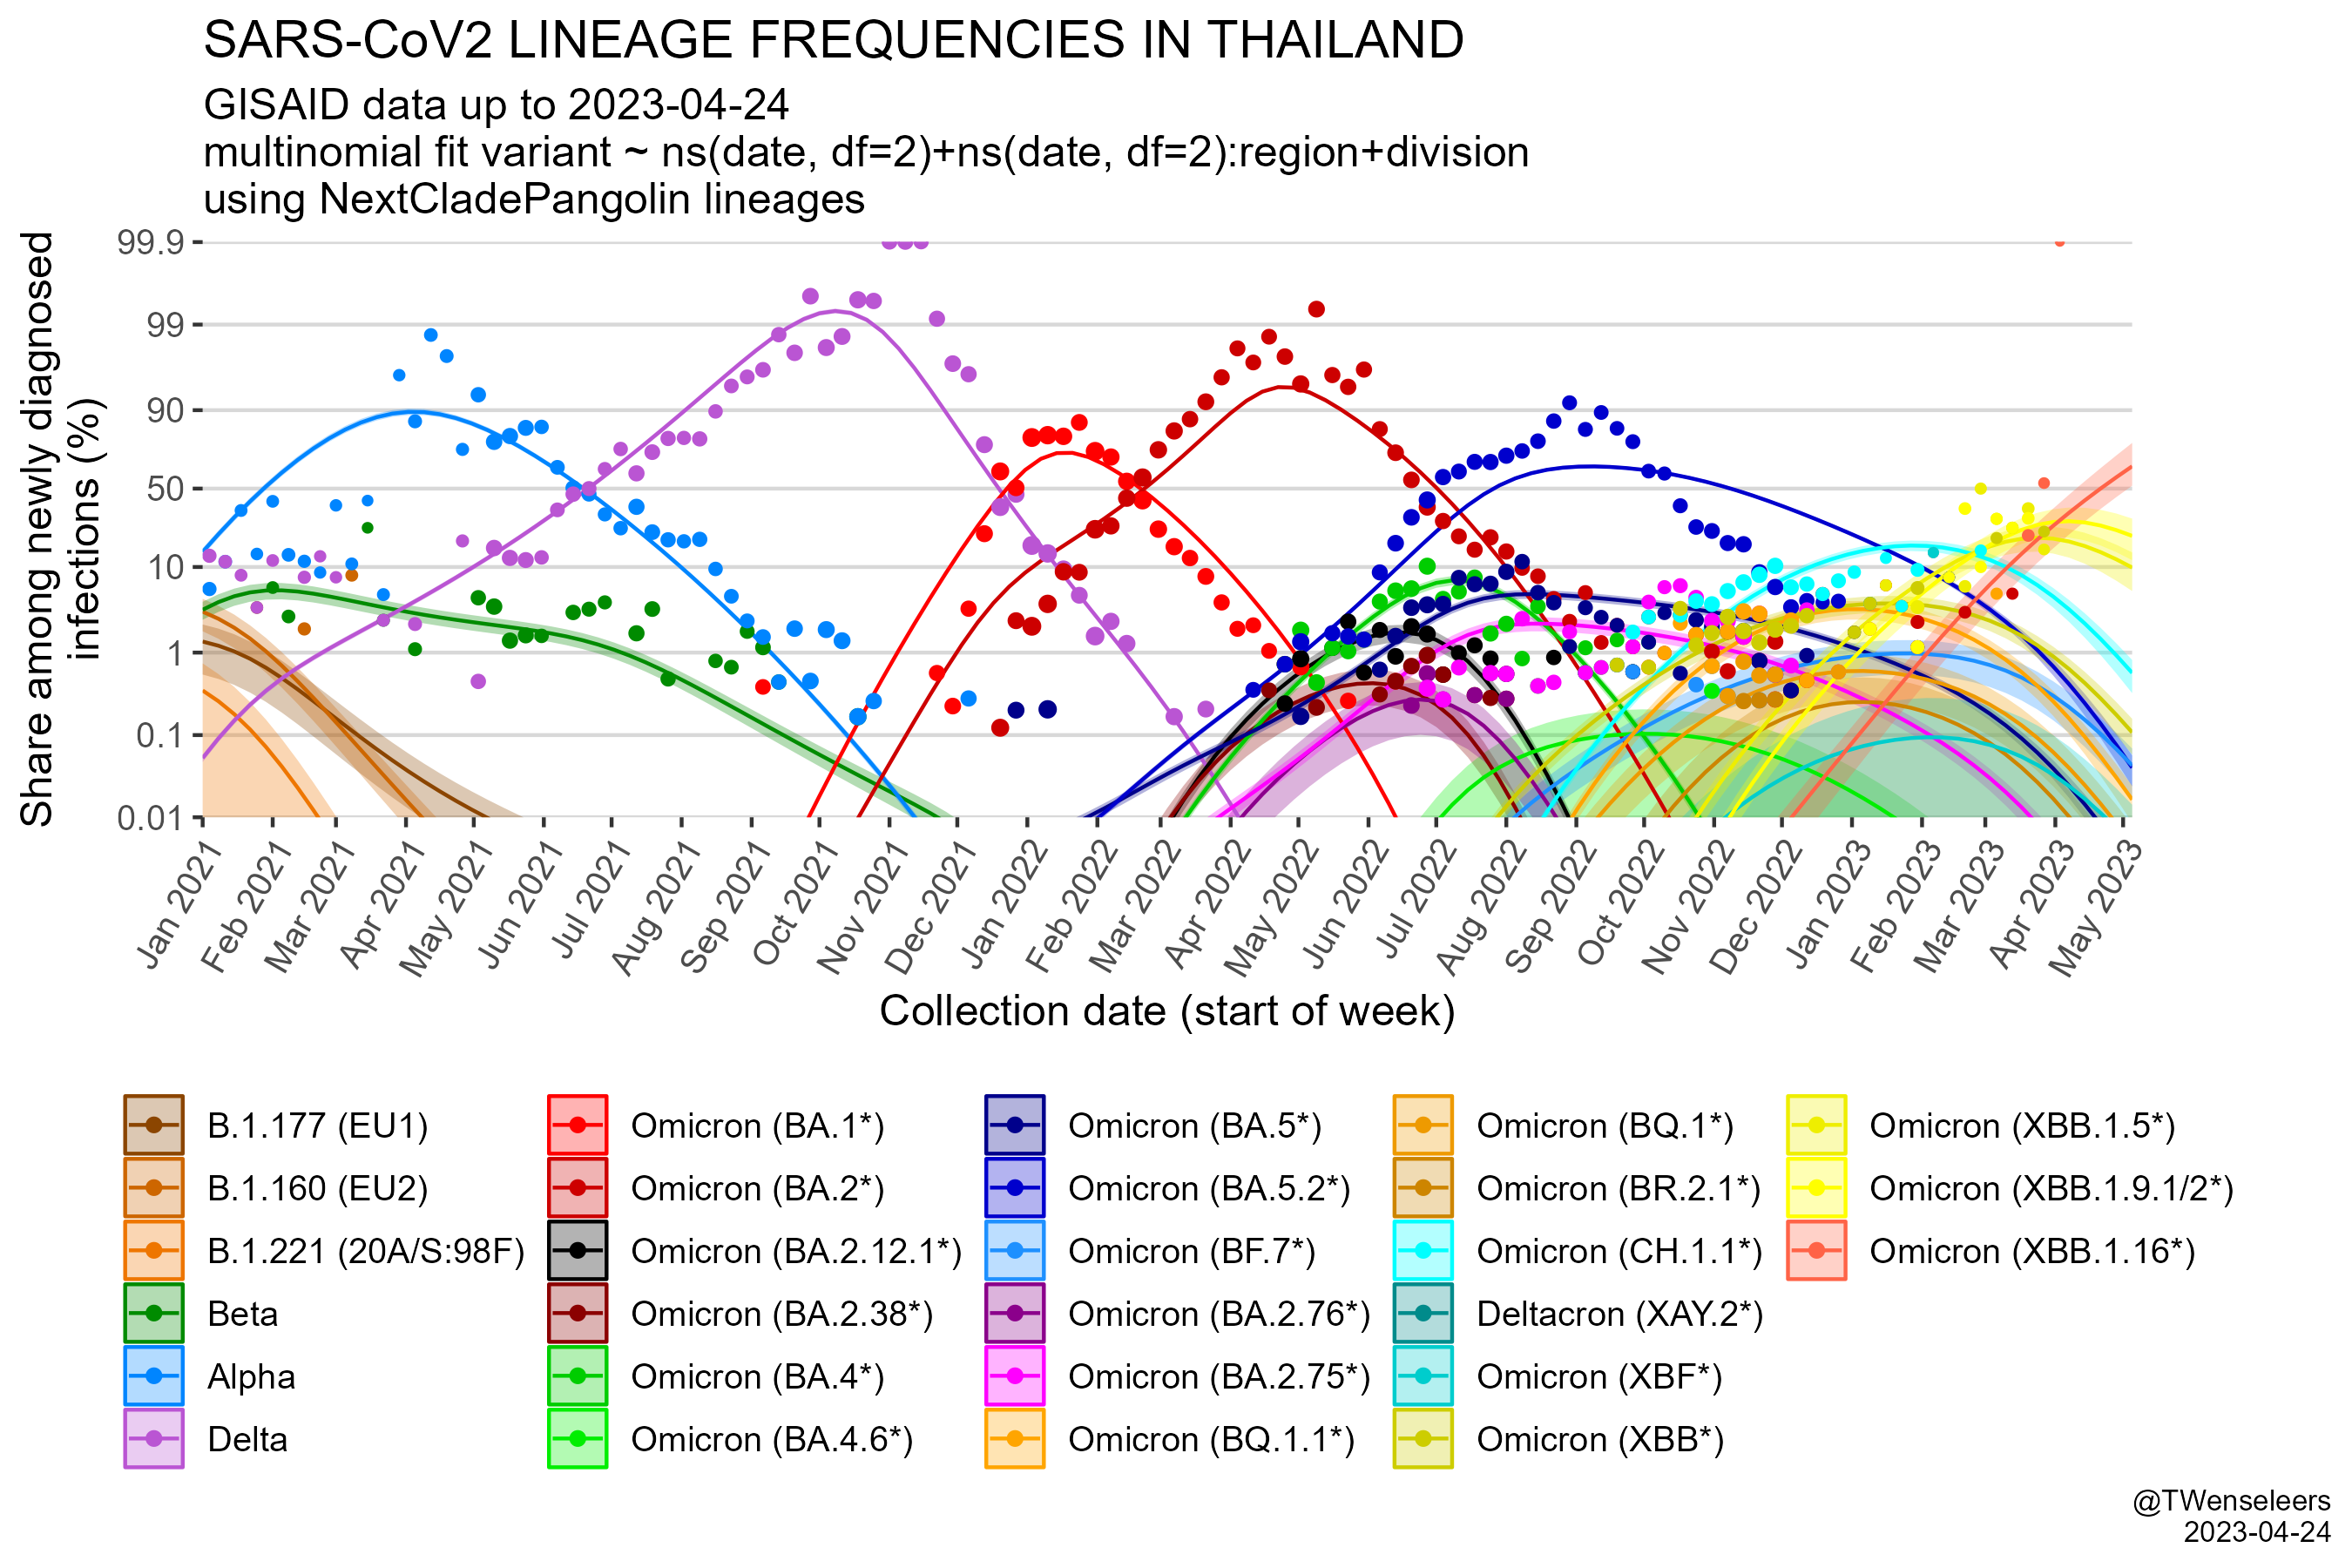 SARS-CoV2 LINEAGE FREQUENCIES IN THAILAND
GISAID data up to 2023-04-24
multinomial fit variant ~ ns(date, df=2)+ns(date, df=2):region+division
using NextCladePangolin lineages
Share among newly diagnosed
infections (%)
99.9
99
90
50
10
1
0.1
0.01
Jan 2021
Feb 2021
Mar 2021
Apr 2021
May 2021
Jun 2021
Jul 2021
Aug 2021
Sep 2021
Oct 2021
Nov 2021
Dec 2021
Jan 2022
Feb 2022
Mar 2022
Apr 2022
May 2022
Jun 2022
Jul 2022
Aug 2022
Sep 2022
Oct 2022
Nov 2022
Dec 2022
Jan 2023
Feb 2023
Mar 2023
Apr 2023
May 2023
Collection date (start of week)
B.1.177 (EU1)
B.1.160 (EU2)
B.1.221 (20A/S:98F)
Beta
Alpha
Delta
Omicron (BA.1*)
Omicron (BA.2*)
Omicron (BA.2.12.1*)
Omicron (BA.2.38*)
Omicron (BA.4*)
Omicron (BA.4.6*)
Omicron (BA.5*)
Omicron (BA.5.2*)
Omicron (BF.7*)
Omicron (BA.2.76*)
Omicron (BA.2.75*)
Omicron (BQ.1.1*)
Omicron (BQ.1*)
Omicron (BR.2.1*)
Omicron (CH.1.1*)
Deltacron (XAY.2*)
Omicron (XBF*)
Omicron (XBB*)
Omicron (XBB.1.5*)
Omicron (XBB.1.9.1/2*)
Omicron (XBB.1.16*)
@TWenseleers
2023-04-24